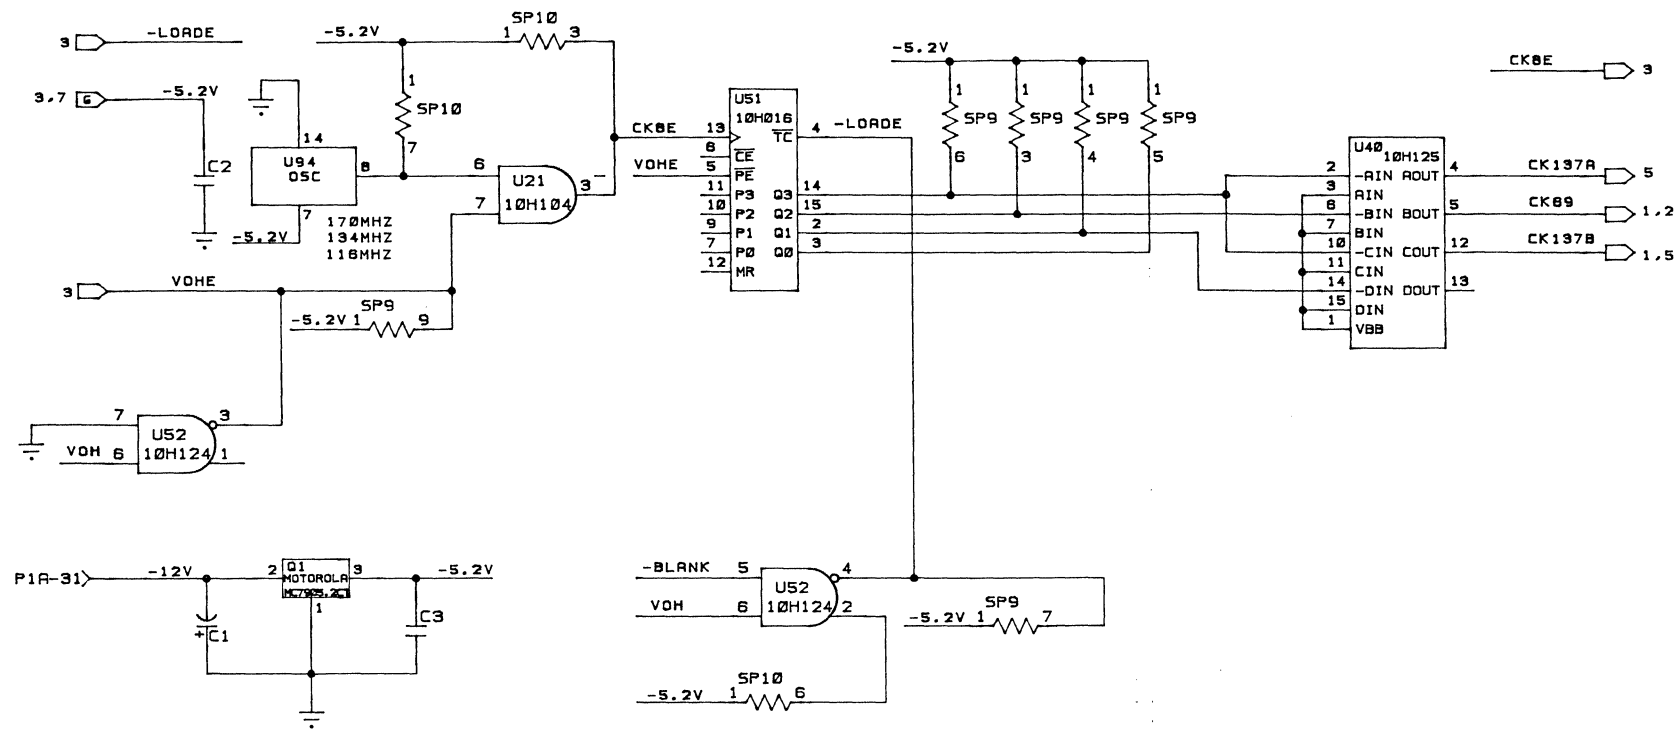 3 -LOADE
-5.2V 1 SP10 3
3,7 G -5.2V
C2
14
U94
OSC
8
7
-5.2V
170MHZ
134MHZ
116MHZ
1
SP10
7
6
7
U21
10H104
3
-5.2V
CK8E
3
CK8E
VOHE
U51
10H016
13
6 CE
5 PE
11 P3
10 P2
9 P1
7 P0
12 MR
TC 4 -LOADE
Q3 14
Q2 15
Q1 2
Q0 3
1 1 1 1
SP9 SP9 SP9 SP9
6 3 4 5
U40
10H125
2 -AIN AOUT 4 CK137A 5
3 AIN
6 -BIN BOUT 5 CK69 1,2
7 BIN
10 -CIN COUT 12 CK137B 1,5
11 CIN
14 -DIN DOUT 13
15 DIN
1 VBB
3 VOHE
SP9
-5.2V 1 9
7 3
U52
VOH 6 10H124 1
P1A-31 -12V 2 Q1 3 -5.2V
MOTOROLA
MC7905.2CT
1
+C1
C3
-BLANK 5 4
U52
VOH 6 10H124 2
SP9
-5.2V 1 7
SP10
-5.2V 1 6